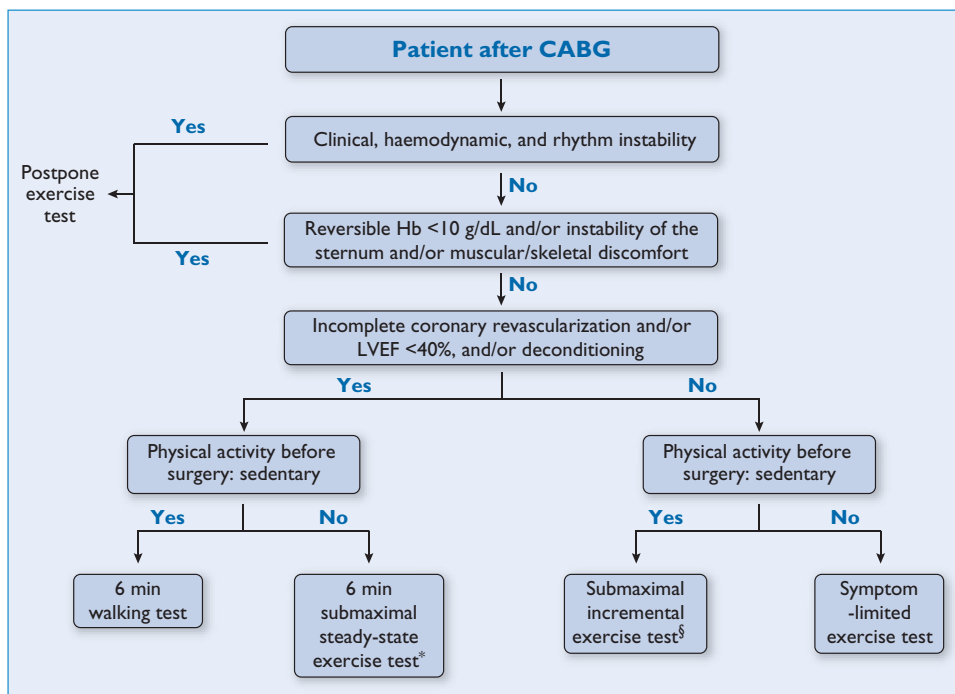 Patient after CABG
Yes
Clinical, haemodynamic, and rhythm instability
Postpone
exercise
test
No
Reversible Hb <10 g/dL and/or instability of the
sternum and/or muscular/skeletal discomfort
Yes
No
Incomplete coronary revascularization and/or
LVEF <40%, and/or deconditioning
Yes
No
Physical activity before
surgery: sedentary
Physical activity before
surgery: sedentary
Yes
No
Yes
No
6 min
walking test
6 min
submaximal
steady-state
exercise test*
Submaximal
incremental
exercise test§
Symptom
-limited
exercise test